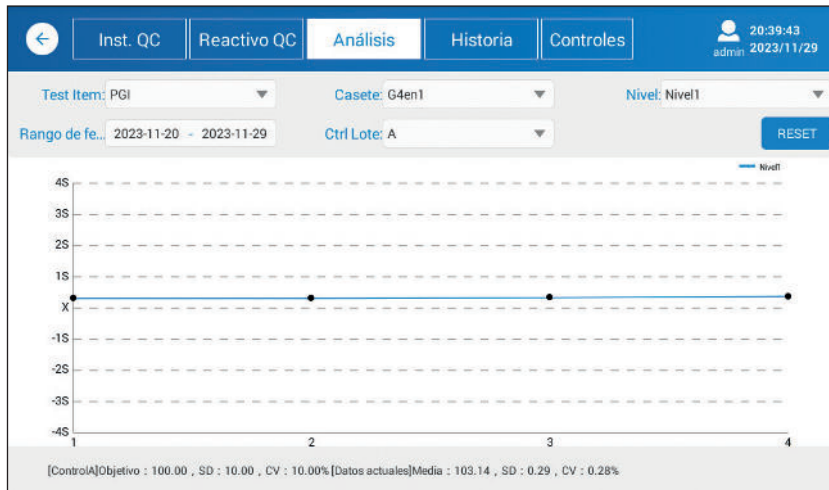 Inst. QC Reactivo QC Análisis Historia Controles 20:39:43
admin 2023/11/29
Test Item: PGI Casete: G4en1 Nivel: Nivel1
Rango de fe... 2023-11-20 - 2023-11-29 Ctrl Lote: A RESET
Nivel1
4S
3S
2S
1S
X
-1S
-2S
-3S
-4S
1 2 3 4
[ControlA]Objetivo : 100.00 , SD : 10.00 , CV : 10.00% [Datos actuales]Media : 103.14 , SD : 0.29 , CV : 0.28%